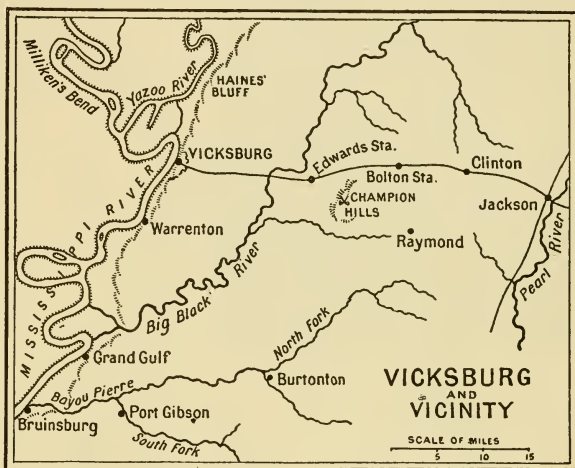 Milliken's Bend
Yazoo River
HAINES'
BLUFF
VICKSBURG
Edwards Sta.
Bolton Sta.
Clinton
CHAMPION
HILLS
Jackson
MISSISSIPPI RIVER
Warrenton
Raymond
Pearl River
Big Black River
Grand Gulf
North Fork
Bayou Pierre
Burtonton
Bruinsburg
Port Gibson
South Fork
VICKSBURG
AND
VICINITY
SCALE OF MILES
5 10 15